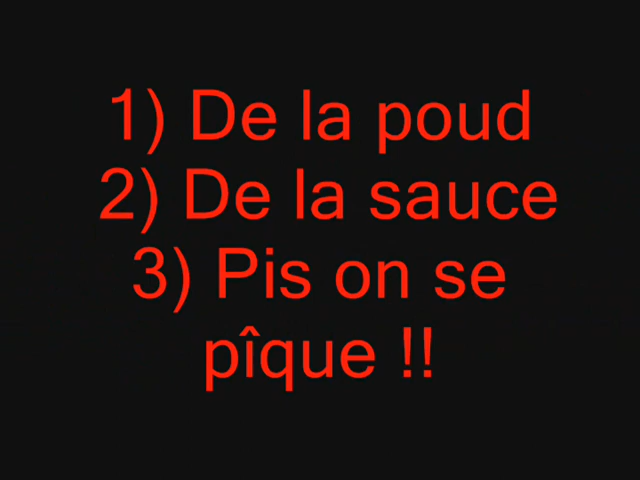 1) De la poud
2) De la sauce
3) Pis on se
pîque !!